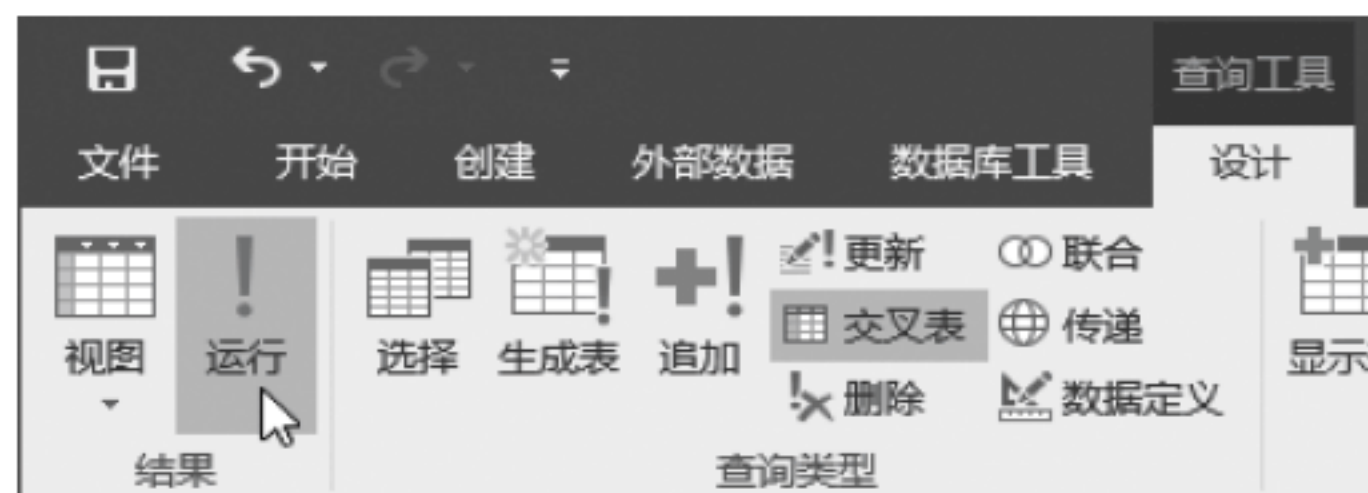 查询工具
文件 开始 创建 外部数据 数据库工具 设计
视图 运行 选择 生成表 追加 更新 联合
交叉表 传递
删除 数据定义
显示
结果 查询类型